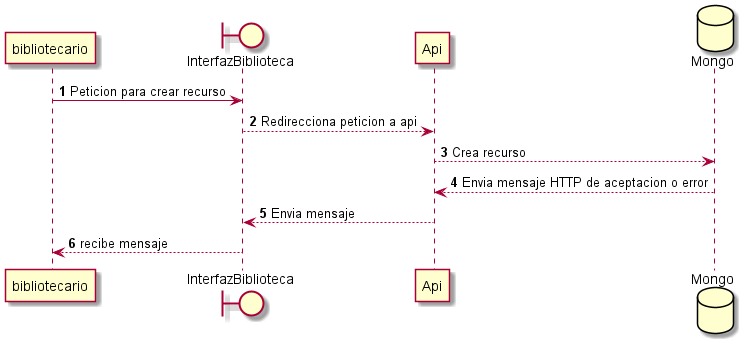 bibliotecario
InterfazBiblioteca
Api
Mongo
1 Peticion para crear recurso
2 Redirecciona peticion a api
3 Crea recurso
4 Envia mensaje HTTP de aceptacion o error
5 Envia mensaje
6 recibe mensaje
bibliotecario
InterfazBiblioteca
Api
Mongo